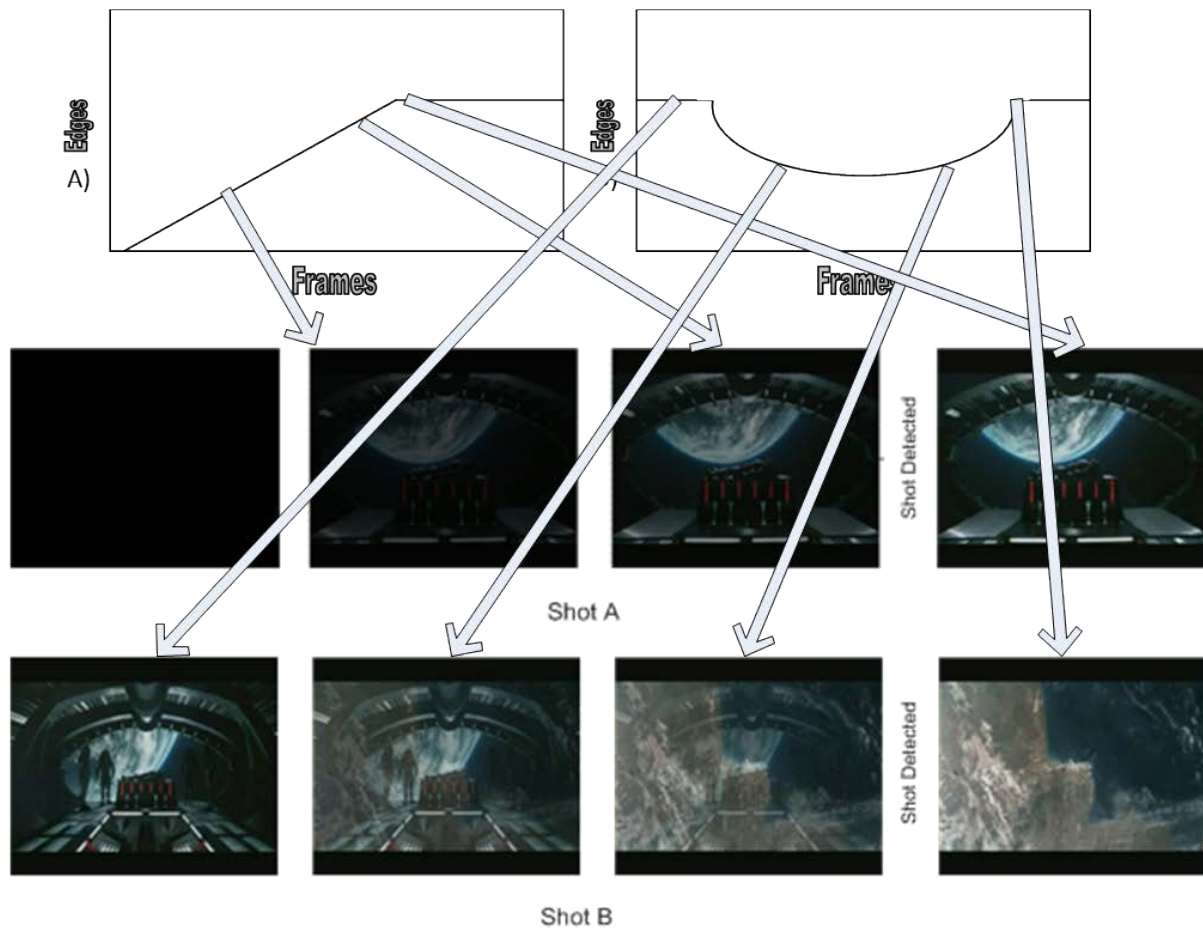 Edges
A)
Frames
Edges
Frames
Shot Detected
Shot A
Shot Detected
Shot B